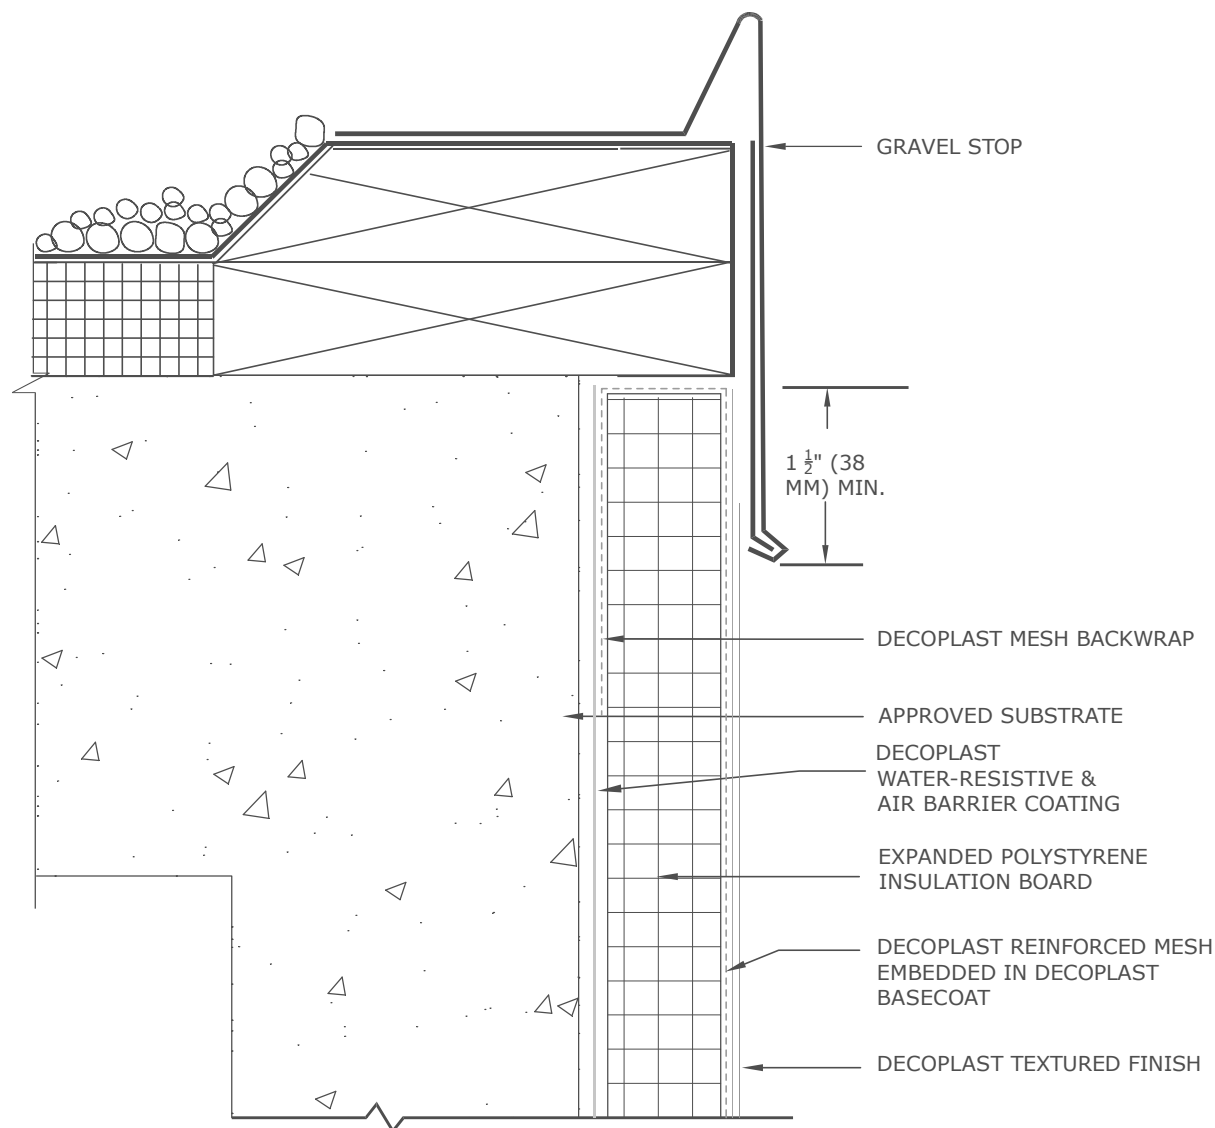 GRAVEL STOP
1 ½" (38
MM) MIN.
DECOPLAST MESH BACKWRAP
APPROVED SUBSTRATE
DECOPLAST
WATER-RESISTIVE &
AIR BARRIER COATING
EXPANDED POLYSTYRENE
INSULATION BOARD
DECOPLAST REINFORCED MESH
EMBEDDED IN DECOPLAST
BASECOAT
DECOPLAST TEXTURED FINISH